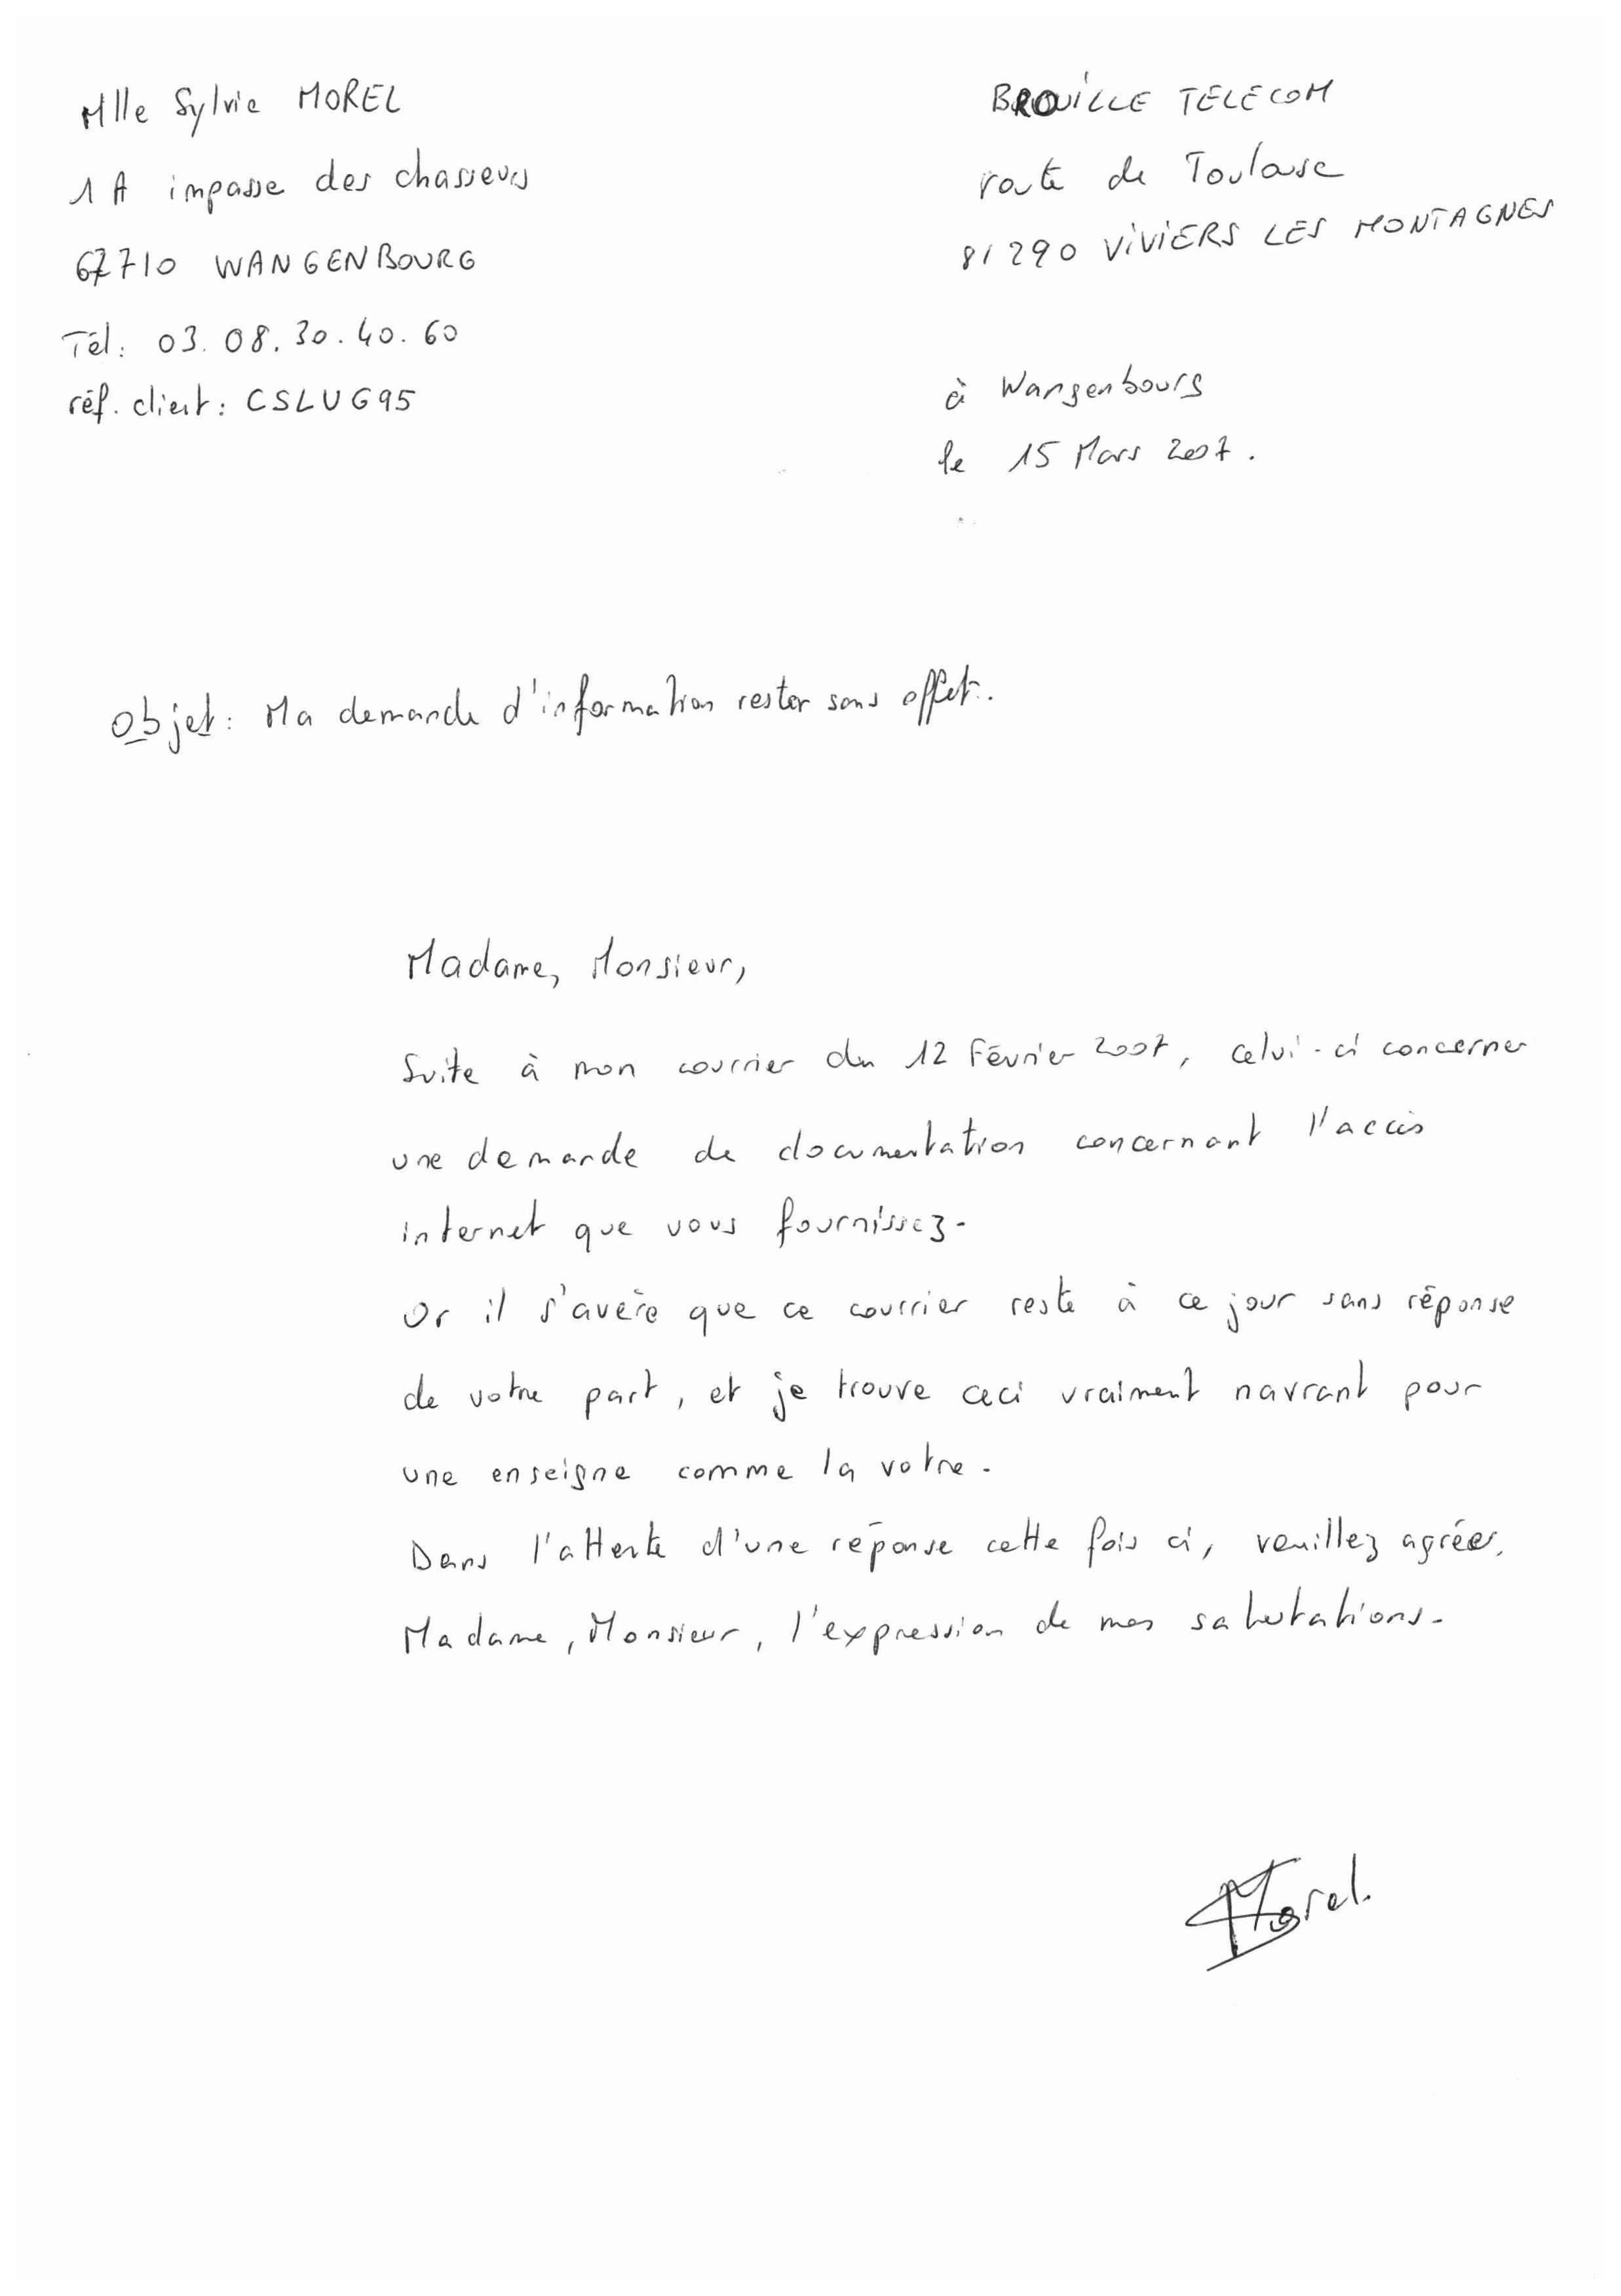 Mlle Sylvie MOREL
1A impasse des chasseurs
67710 WANGENBOURG
Tél: 03.08.30.40.60
réf. client: CSLUG95
BROUILLE TELECOM
route de Toulouse
81290 VIVIERS LES MONTAGNES
à Wangenbourg
le 15 Mars 2007.
Objet: Ma demande d'information rester sans effet.
Madame, Monsieur,
Suite à mon courrier du 12 Février 2007, celui-ci concerner
une demande de documentation concernant l'accès
internet que vous fournissez.
Or il s'avère que ce courrier reste à ce jour sans réponse
de votre part, et je trouve ceci vraiment navrant pour
une enseigne comme la votre.
Dans l'attente d'une réponse cette fois ci, veuillez agréer,
Madame, Monsieur, l'expression de mes salutations.
Morel.